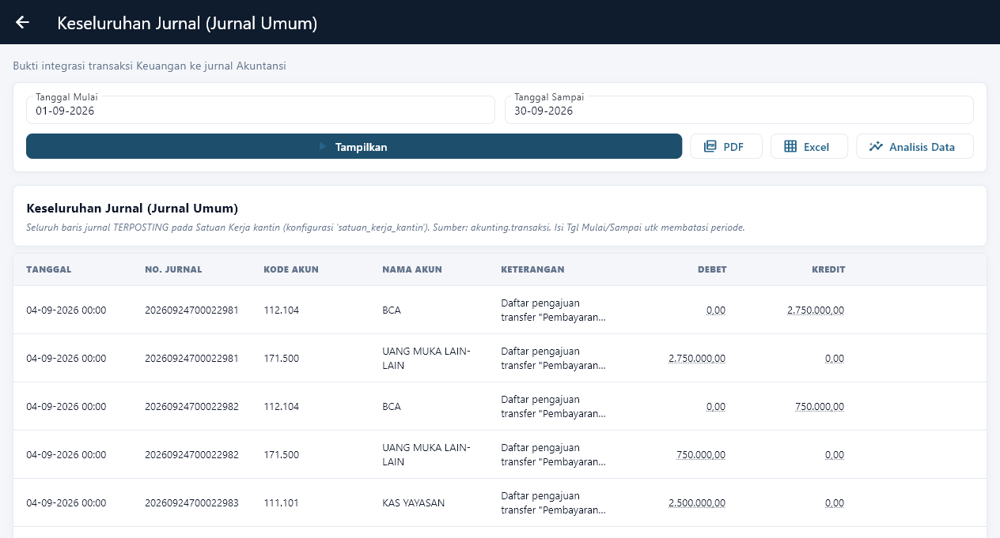 Keseluruhan Jurnal (Jurnal Umum)
Bukti integrasi transaksi Keuangan ke jurnal Akuntansi
Tanggal Mulai
01-09-2026
Tanggal Sampai
30-09-2026
Tampilkan
PDF
Excel
Analisis Data
Keseluruhan Jurnal (Jurnal Umum)
Seluruh baris jurnal TERPOSTING pada Satuan Kerja kantin (konfigurasi 'satuan_kerja_kantin'). Sumber: akunting.transaksi. Isi Tgl Mulai/Sampai utk membatasi periode.
TANGGAL NO. JURNAL KODE AKUN NAMA AKUN KETERANGAN DEBET KREDIT
04-09-2026 00:00 20260924700022981 112.104 BCA Daftar pengajuan
transfer "Pembayaran... 0,00 2.750.000,00
04-09-2026 00:00 20260924700022981 171.500 UANG MUKA LAIN-
LAIN Daftar pengajuan
transfer "Pembayaran... 2.750.000,00 0,00
04-09-2026 00:00 20260924700022982 112.104 BCA Daftar pengajuan
transfer "Pembayaran... 0,00 750.000,00
04-09-2026 00:00 20260924700022982 171.500 UANG MUKA LAIN-
LAIN Daftar pengajuan
transfer "Pembayaran... 750.000,00 0,00
04-09-2026 00:00 20260924700022983 111.101 KAS YAYASAN Daftar pengajuan
transfer "Pembayaran... 2.500.000,00 0,00